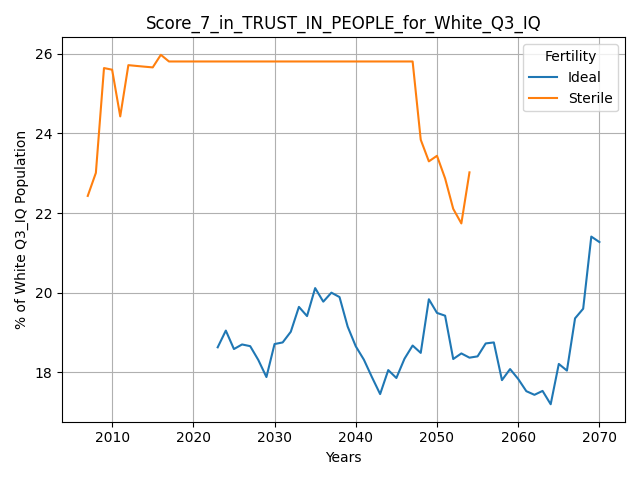 Score_7_in_TRUST_IN_PEOPLE_for_White_Q3_IQ
Fertility
Ideal
Sterile
% of White Q3_IQ Population
26
24
22
20
18
2010 2020 2030 2040 2050 2060 2070
Years